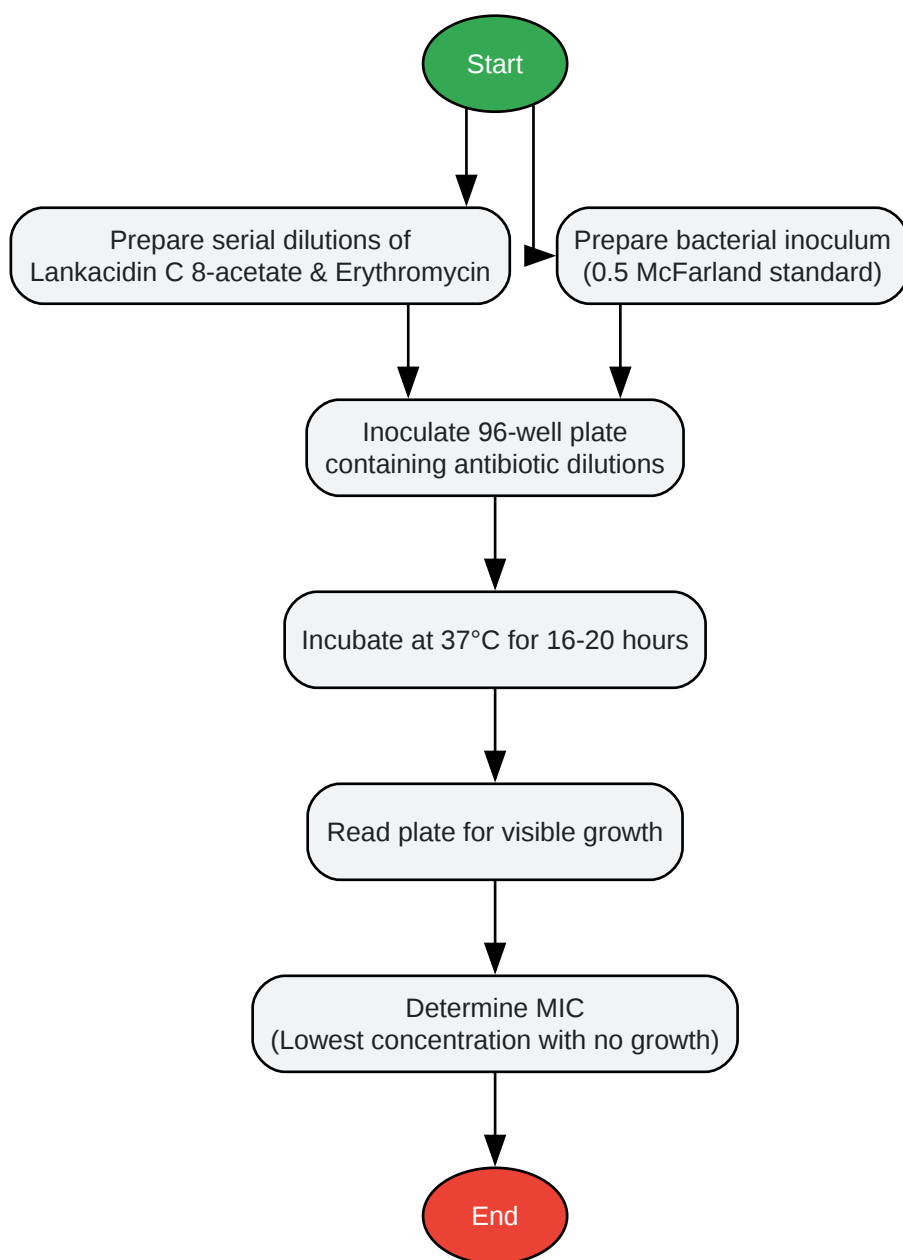 Start
Prepare serial dilutions of
Lankacidin C 8-acetate & Erythromycin
Prepare bacterial inoculum
(0.5 McFarland standard)
Inoculate 96-well plate
containing antibiotic dilutions
Incubate at 37°C for 16-20 hours
Read plate for visible growth
Determine MIC
(Lowest concentration with no growth)
End